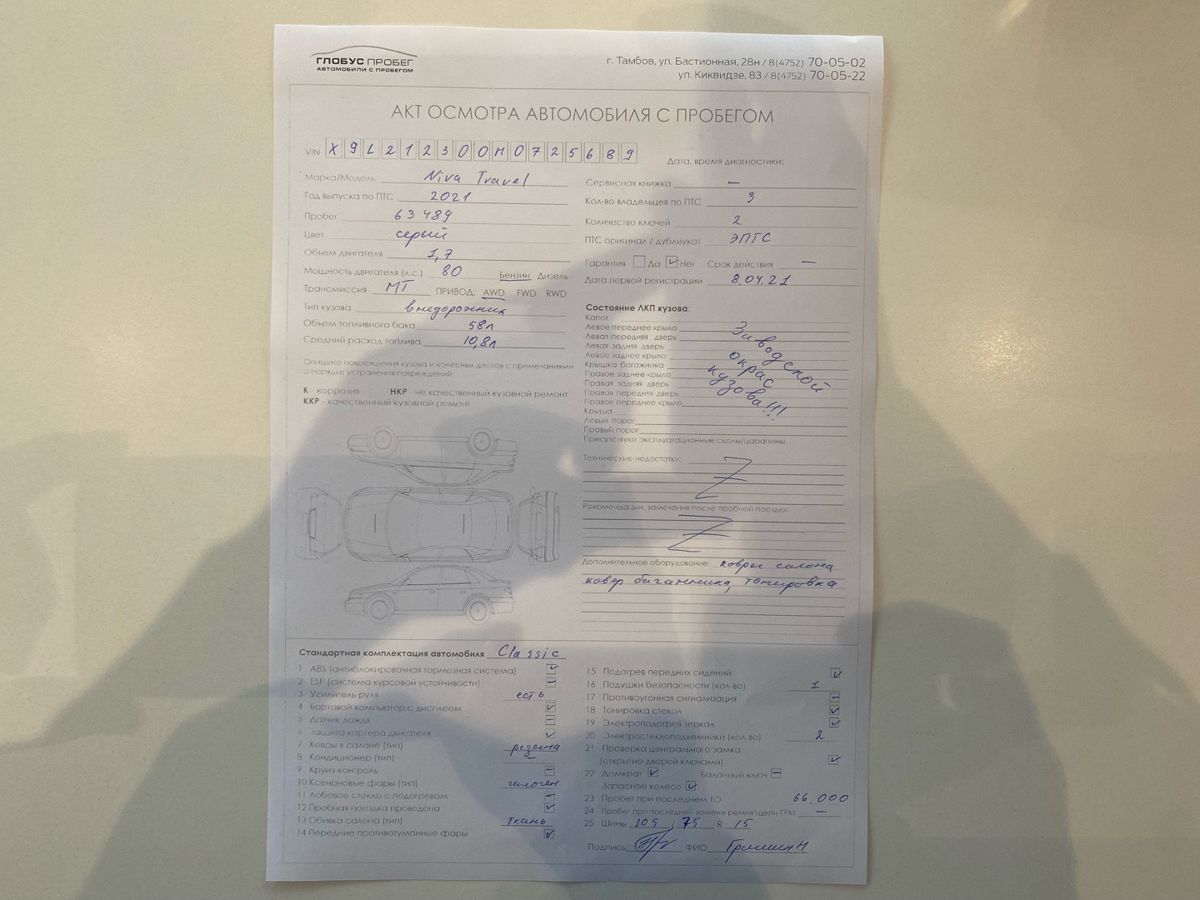 ГЛОБУС ПРОБЕГ
АВТОМОБИЛИ С ПРОБЕГОМ
г. Тамбов, ул. Бастионная, 28н / 8(4752) 70-05-02
ул. Киквидзе, 83 / 8(4752) 70-05-22
АКТ ОСМОТРА АВТОМОБИЛЯ С ПРОБЕГОМ
VIN X9L212300H0725689
Дата, время диагностики:
Марка/Модель Niva Travel
Год выпуска по ПТС 2021
Пробег 63489
Цвет серый
Объем двигателя 1,7
Мощность двигателя (л.с.) 80 Бензин Дизель
Трансмиссия МТ ПРИВОД: AWD FWD RWD
Тип кузова внедорожник
Объем топливного бака 58л
Средний расход топлива 10,8л
Сервисная книжка —
Кол-во владельцев по ПТС 3
Количество ключей 2
ПТС оригинал / дубликат ЭПТС
Гарантия Да Нет Срок действия —
Дата первой регистрации 8.04.21
Опишите повреждения кузова и колесных дисков с примечаниями
о порядке устранения повреждений
К - коррозия НКР - не качественный кузовной ремонт
ККР - качественный кузовной ремонт
Состояние ЛКП кузова:
Капот
Левое переднее крыло
Левая передняя дверь
Левая задняя дверь
Левое заднее крыло
Крышка багажника
Правое заднее крыло
Правая задняя дверь
Правая передняя дверь
Правое переднее крыло
Крыша
Левый порог
Правый порог
Заводской
окрас
кузова!!!
Присутствуют эксплуатационные сколы/царапины.
Технические недостатки: Z
Рекомендации, замечания после пробной поездки:
Z
Дополнительное оборудование: ковры салона
ковер багажника, тонировка
Стандартная комплектация автомобиля Classic
1 ABS (антиблокировочная тормозная система)
2 ESP (система курсовой устойчивости) —
3 Усилитель руля есть
4 Бортовой компьютер с дисплеем
5 Датчик дождя —
6 Защита картера двигателя
7 Ковры в салоне (тип) резина
8 Кондиционер (тип)
9 Круиз контроль —
10 Ксеноновые фары (тип) галоген
11 Лобовое стекло с подогревом —
12 Пробная поездка проведена
13 Обивка салона (тип) ткань
14 Передние противотуманные фары
15 Подогрев передних сидений
16 Подушки безопасности (кол-во) 1
17 Противоугонная сигнализация —
18 Тонировка стекол
19 Электроподогрев зеркал
20 Электростеклоподъемники (кол во) 2
21 Проверка центрального замка
(открытие дверей ключами)
22 Домкрат Балонный ключ —
Запасное колесо
23 Пробег при последнем ТО 66.000
24 Пробег при последней замене ремня\цепи ГРМ —
25 Шины 205 / 75 R 15
Подпись ФИО